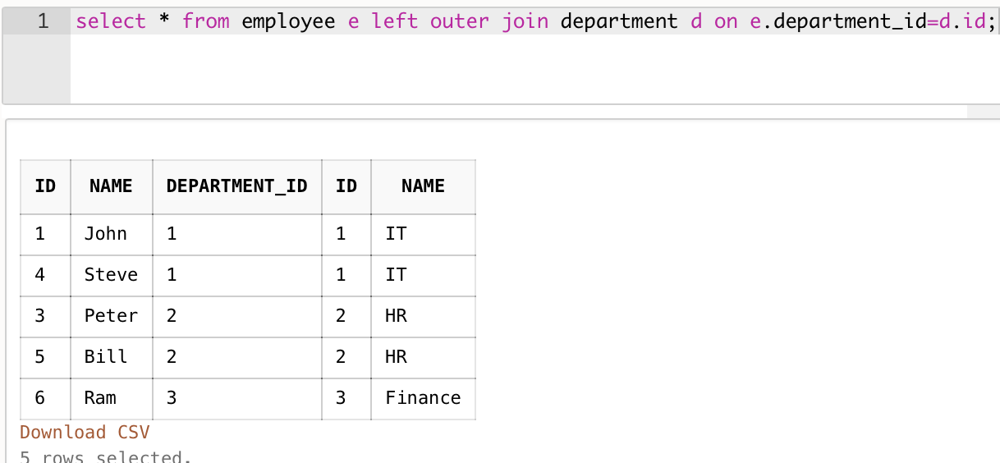 1 select * from employee e left outer join department d on e.department_id=d.id;
ID NAME DEPARTMENT_ID ID NAME
1 John 1 1 IT
4 Steve 1 1 IT
3 Peter 2 2 HR
5 Bill 2 2 HR
6 Ram 3 3 Finance
Download CSV
5 rows selected.